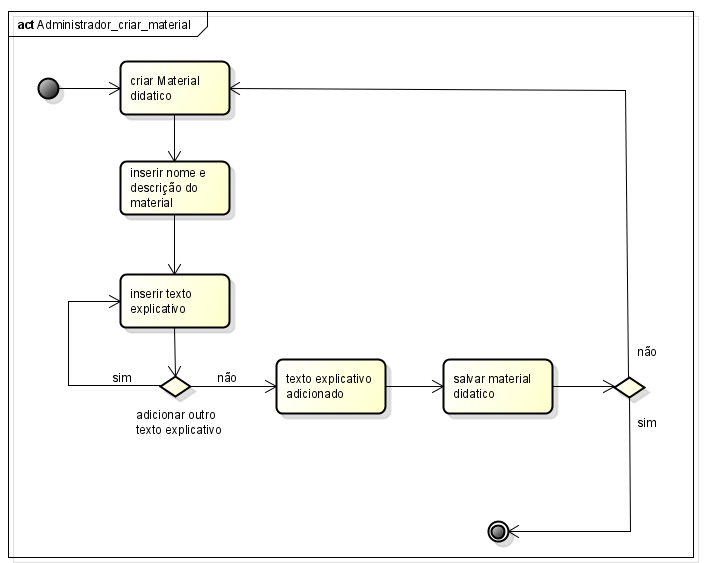 act Administrador_criar_material
criar Material
didatico
inserir nome e
descrição do
material
inserir texto
explicativo
sim
não
adicionar outro
texto explicativo
texto explicativo
adicionado
salvar material
didatico
não
sim